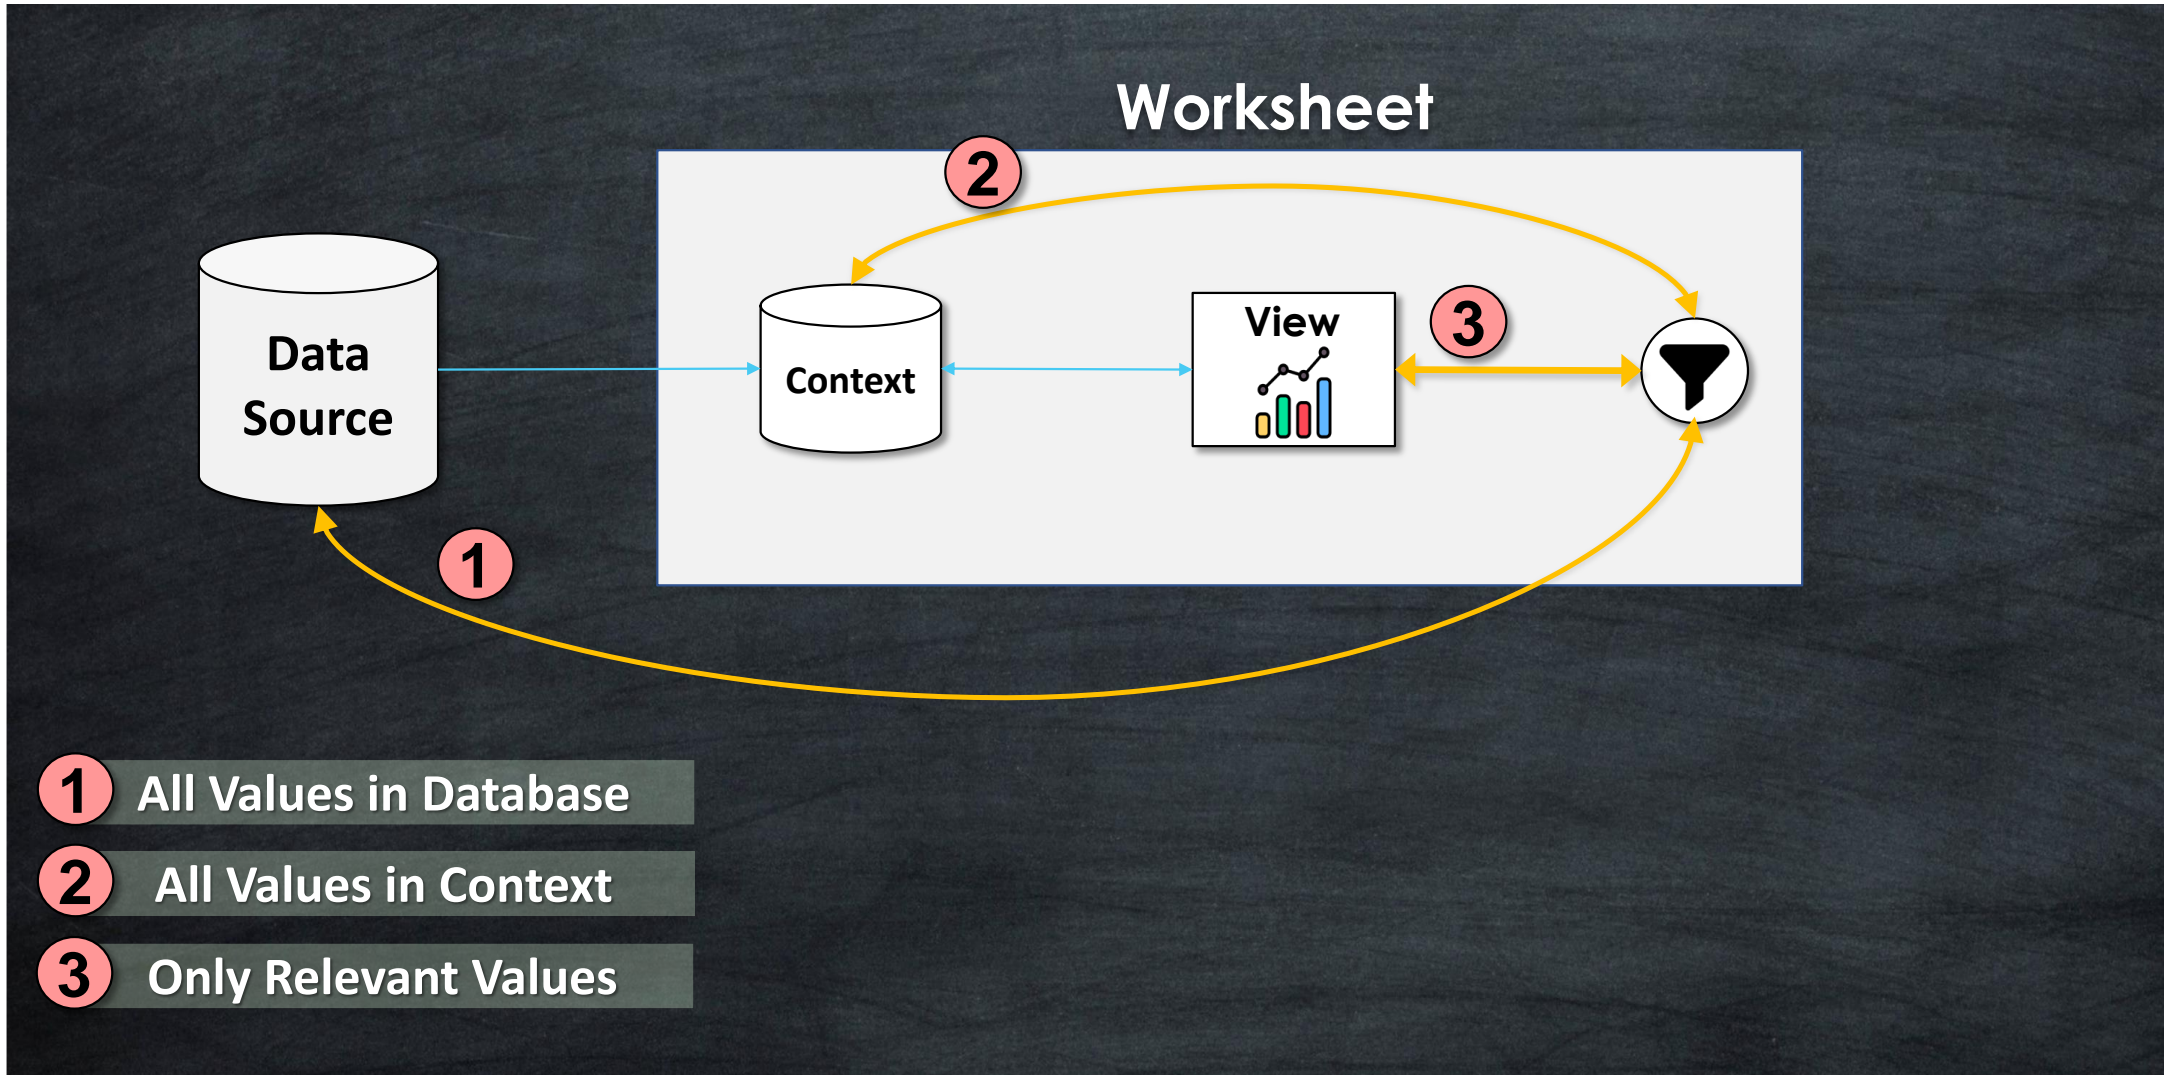 Worksheet
2
Data
Source
Context
View
3
1
1 All Values in Database
2 All Values in Context
3 Only Relevant Values